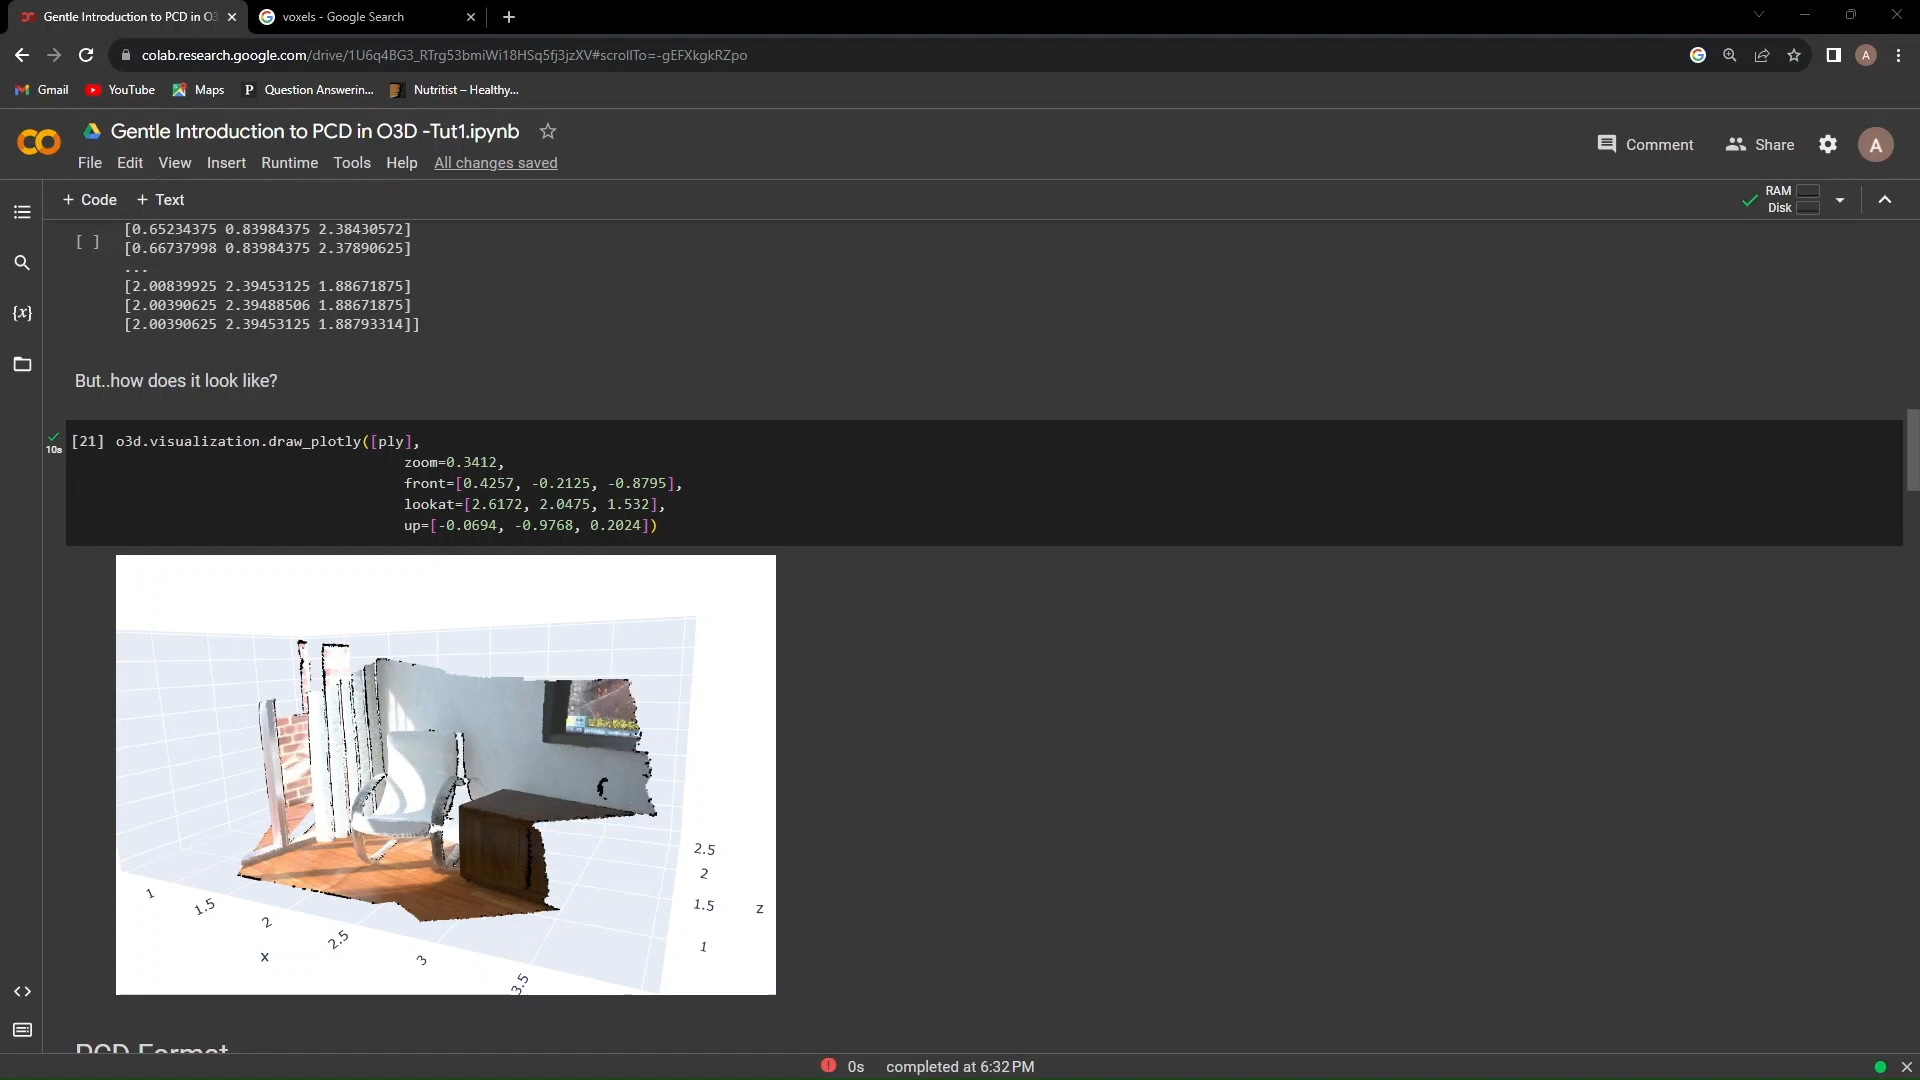 Gentle Introduction to PCD in O3
voxels - Google Search
colab.research.google.com/drive/1U6q4BG3_RTrg53bmiWi18HSq5fj3jzXV#scrollTo=-gEFXkgkRZpo
A
Gmail YouTube Maps P Question Answerin... Nutritist – Healthy...
Gentle Introduction to PCD in O3D -Tut1.ipynb
File Edit View Insert Runtime Tools Help All changes saved
Comment Share A
+ Code + Text
RAM
Disk
{x}
[0.65234375 0.83984375 2.38430572]
[ ]
[0.66737998 0.83984375 2.37890625]
...
[2.00839925 2.39453125 1.88671875]
[2.00390625 2.39488506 1.88671875]
[2.00390625 2.39453125 1.88793314]]
But..how does it look like?
10s
[21] o3d.visualization.draw_plotly([ply],
zoom=0.3412,
front=[0.4257, -0.2125, -0.8795],
lookat=[2.6172, 2.0475, 1.532],
up=[-0.0694, -0.9768, 0.2024])
2.5
2
1.5
1
z
1
1.5
2
2.5
3
3.5
x
PCD Format
0s completed at 6:32 PM